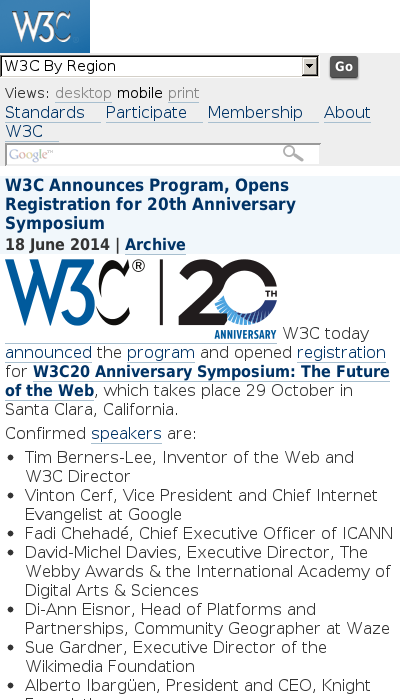 W3C
W3C By Region
Go
Views: desktop mobile print
Standards Participate Membership About
W3C
Google™
W3C Announces Program, Opens
Registration for 20th Anniversary
Symposium
18 June 2014 | Archive
W3C® | 20TH
ANNIVERSARY W3C today
announced the program and opened registration
for W3C20 Anniversary Symposium: The Future
of the Web, which takes place 29 October in
Santa Clara, California.
Confirmed speakers are:
• Tim Berners-Lee, Inventor of the Web and
W3C Director
• Vinton Cerf, Vice President and Chief Internet
Evangelist at Google
• Fadi Chehadé, Chief Executive Officer of ICANN
• David-Michel Davies, Executive Director, The
Webby Awards & the International Academy of
Digital Arts & Sciences
• Di-Ann Eisnor, Head of Platforms and
Partnerships, Community Geographer at Waze
• Sue Gardner, Executive Director of the
Wikimedia Foundation
• Alberto Ibargüen, President and CEO, Knight